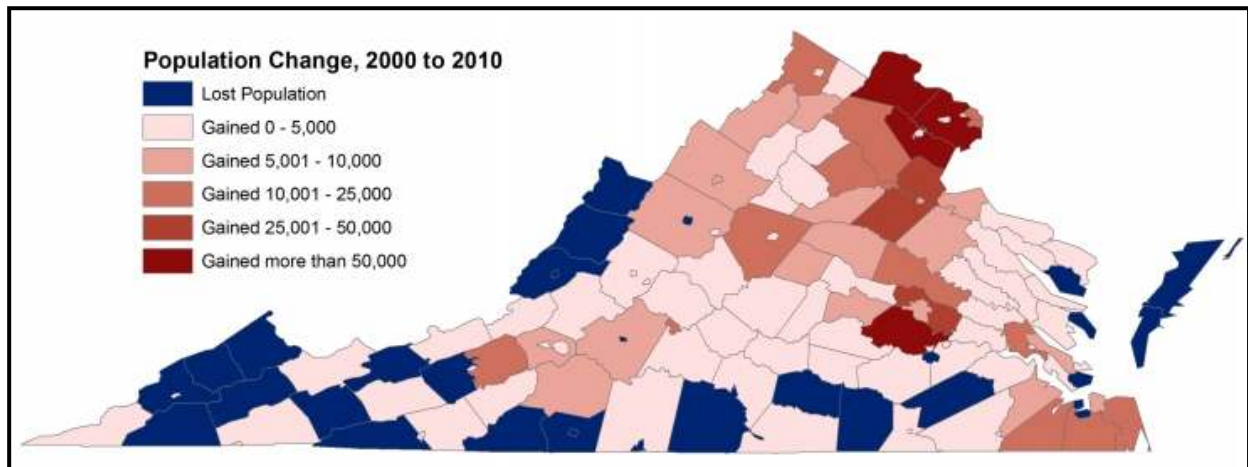 Population Change, 2000 to 2010
Lost Population
Gained 0 - 5,000
Gained 5,001 - 10,000
Gained 10,001 - 25,000
Gained 25,001 - 50,000
Gained more than 50,000